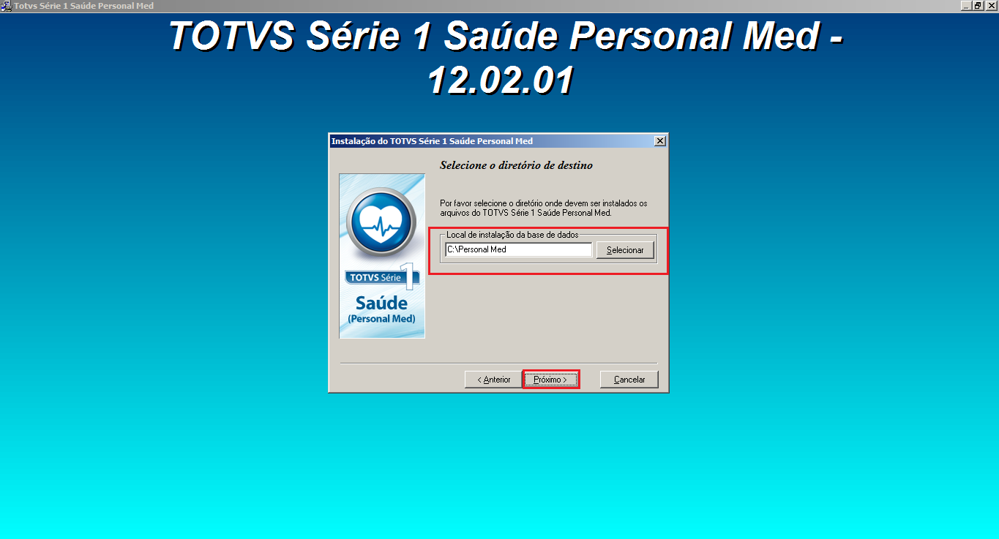 Totvs Série 1 Saúde Personal Med
TOTVS Série 1 Saúde Personal Med -
12.02.01
Instalação do TOTVS Série 1 Saúde Personal Med
Selecione o diretório de destino
Por favor selecione o diretório onde devem ser instalados os
arquivos do TOTVS Série 1 Saúde Personal Med.
Local de instalação da base de dados
C:\Personal Med
Selecionar
TOTVS Série 1
Saúde
(Personal Med)
< Anterior
Próximo >
Cancelar